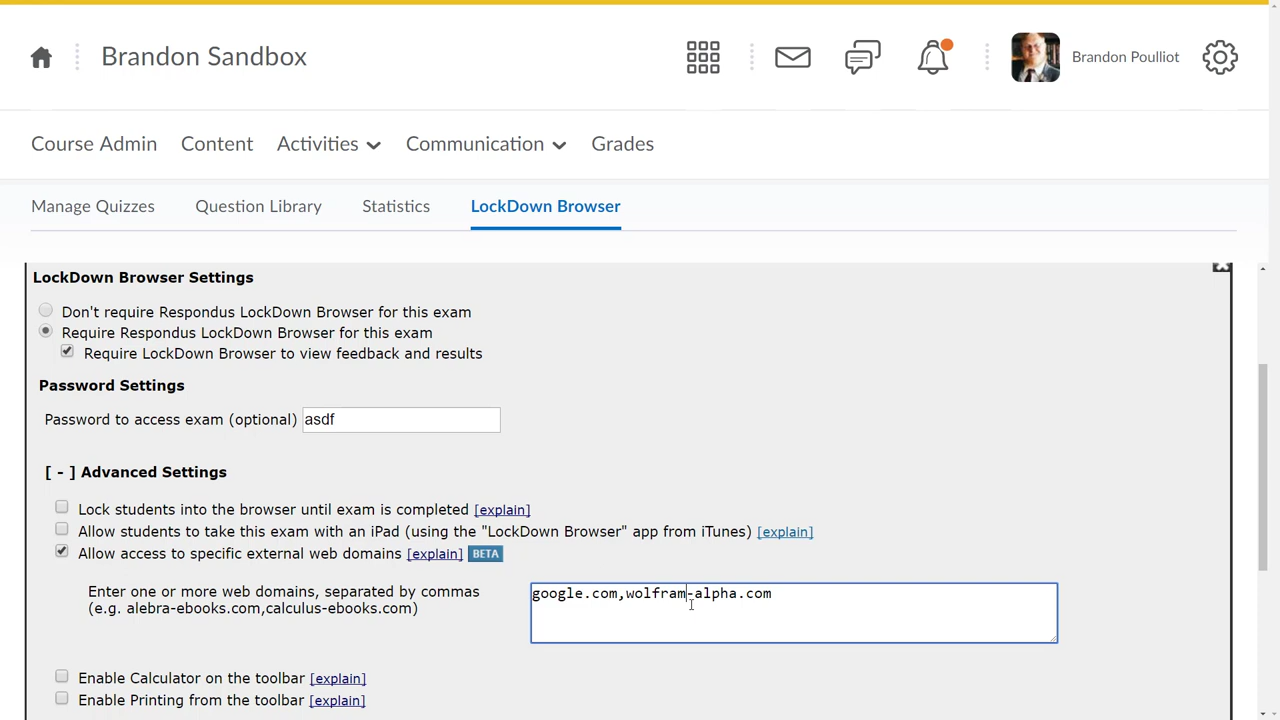 Brandon Sandbox
Brandon Poulliot
Course Admin Content Activities Communication Grades
Manage Quizzes Question Library Statistics LockDown Browser
LockDown Browser Settings
Don't require Respondus LockDown Browser for this exam
Require Respondus LockDown Browser for this exam
Require LockDown Browser to view feedback and results
Password Settings
Password to access exam (optional) asdf
[ - ] Advanced Settings
Lock students into the browser until exam is completed [explain]
Allow students to take this exam with an iPad (using the "LockDown Browser" app from iTunes) [explain]
Allow access to specific external web domains [explain] BETA
Enter one or more web domains, separated by commas google.com,wolfram-alpha.com
(e.g. alebra-ebooks.com,calculus-ebooks.com)
Enable Calculator on the toolbar [explain]
Enable Printing from the toolbar [explain]